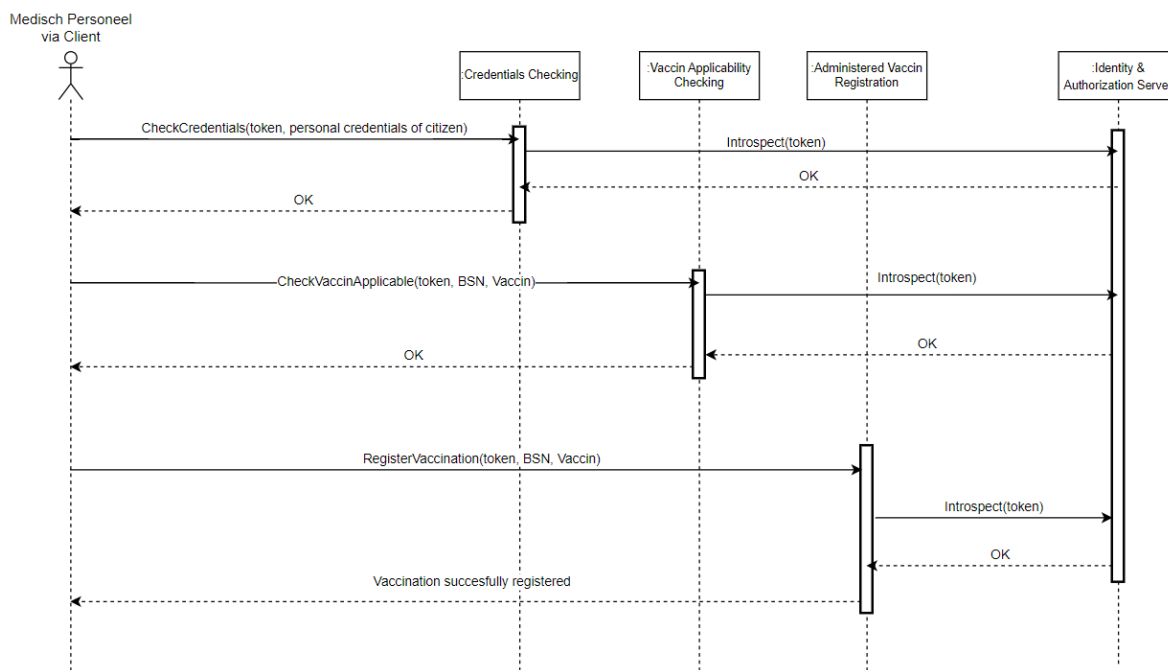 Medisch Personeel
via Client
:Credentials Checking
:Vaccin Applicability
Checking
:Administered Vaccin
Registration
:Identity &
Authorization Serve
CheckCredentials(token, personal credentials of citizen)
Introspect(token)
OK
OK
CheckVaccinApplicable(token, BSN, Vaccin)
Introspect(token)
OK
OK
RegisterVaccination(token, BSN, Vaccin)
Introspect(token)
OK
Vaccination succesfully registered